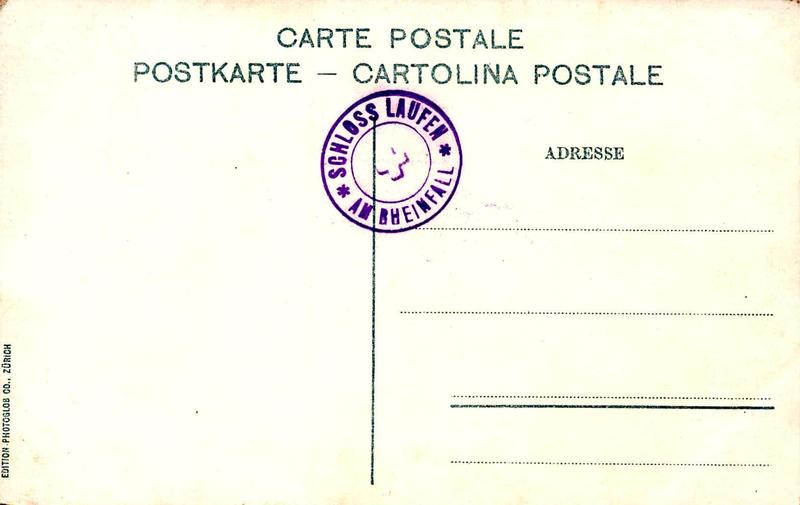 CARTE POSTALE
POSTKARTE — CARTOLINA POSTALE
* SCHLOSS LAUFEN *
AM RHEINFALL
ADRESSE
EDITION PHOTOGLOB CO., ZÜRICH